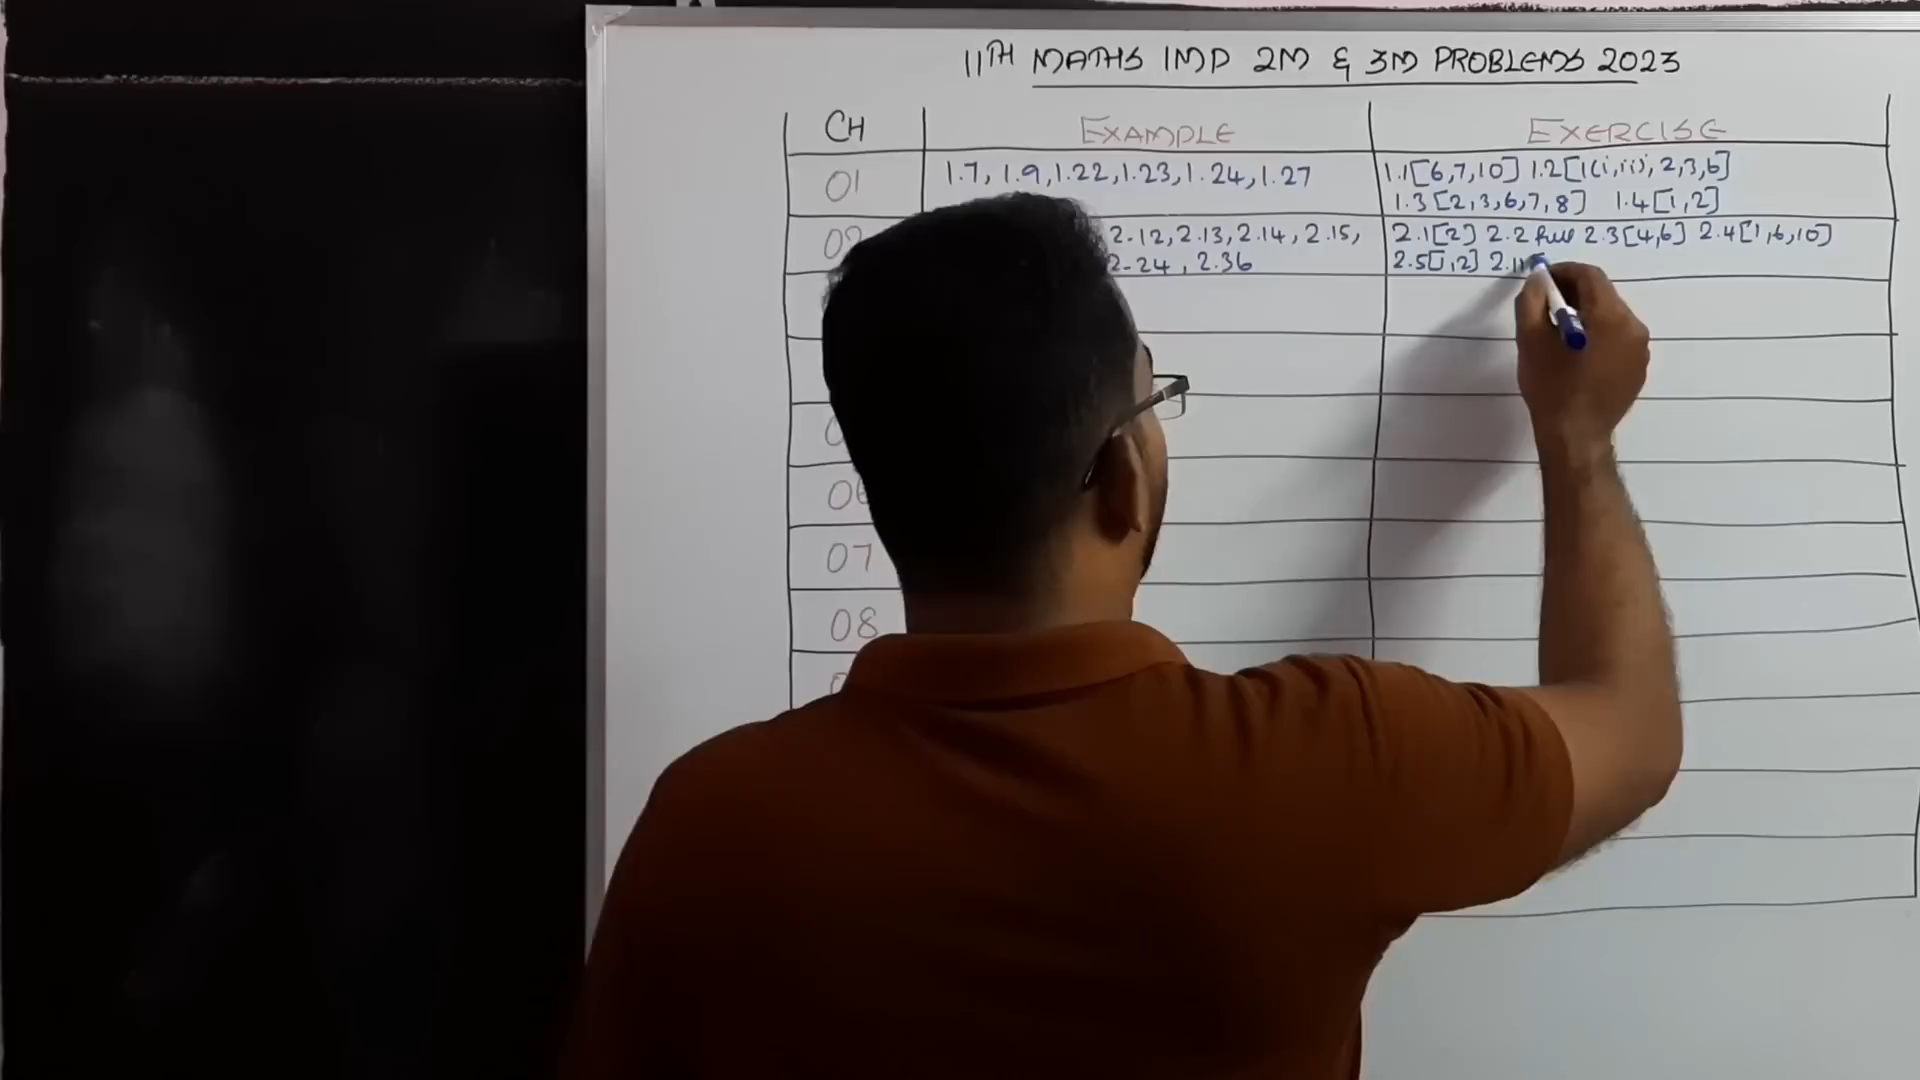 11TH MATHS IMP 2M & 3M PROBLEMS 2023
CH EXAMPLE EXERCISE
01 1.7, 1.9, 1.22, 1.23, 1.24, 1.27 1.1[6,7,10] 1.2[1(i,ii), 2,3,6]
1.3[2,3,6,7,8] 1.4[1,2]
2.12, 2.13, 2.14, 2.15, 2.1[2] 2.2 full 2.3[4,6] 2.4[1,6,10]
2.24, 2.36 2.11
07
08